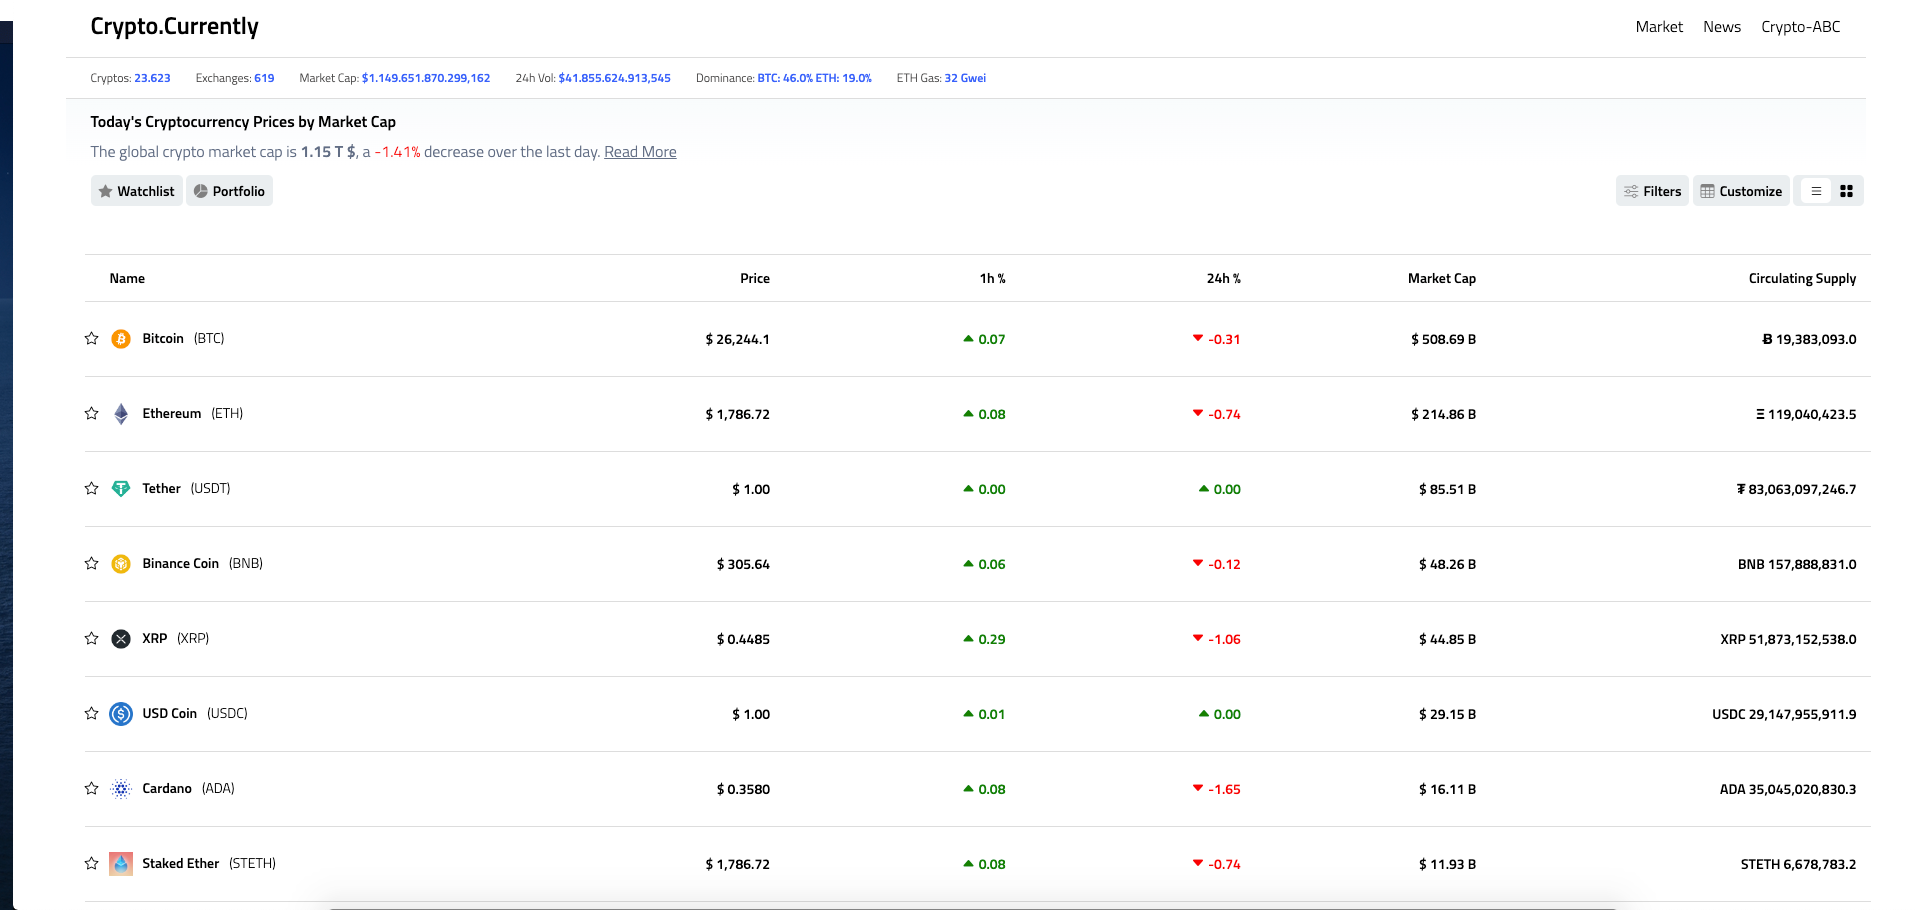 Crypto.Currently Market News Crypto-ABC
Cryptos: 23.623 Exchanges: 619 Market Cap: $1.149.651.870.299,162 24h Vol: $41.855.624.913,545 Dominance: BTC: 46.0% ETH: 19.0% ETH Gas: 32 Gwei
Today's Cryptocurrency Prices by Market Cap
The global crypto market cap is 1.15 T $, a -1.41% decrease over the last day. Read More
Watchlist Portfolio Filters Customize
Name Price 1h % 24h % Market Cap Circulating Supply
Bitcoin (BTC) $ 26,244.1 0.07 -0.31 $ 508.69 B Ƀ 19,383,093.0
Ethereum (ETH) $ 1,786.72 0.08 -0.74 $ 214.86 B Ξ 119,040,423.5
Tether (USDT) $ 1.00 0.00 0.00 $ 85.51 B ₮ 83,063,097,246.7
Binance Coin (BNB) $ 305.64 0.06 -0.12 $ 48.26 B BNB 157,888,831.0
XRP (XRP) $ 0.4485 0.29 -1.06 $ 44.85 B XRP 51,873,152,538.0
USD Coin (USDC) $ 1.00 0.01 0.00 $ 29.15 B USDC 29,147,955,911.9
Cardano (ADA) $ 0.3580 0.08 -1.65 $ 16.11 B ADA 35,045,020,830.3
Staked Ether (STETH) $ 1,786.72 0.08 -0.74 $ 11.93 B STETH 6,678,783.2